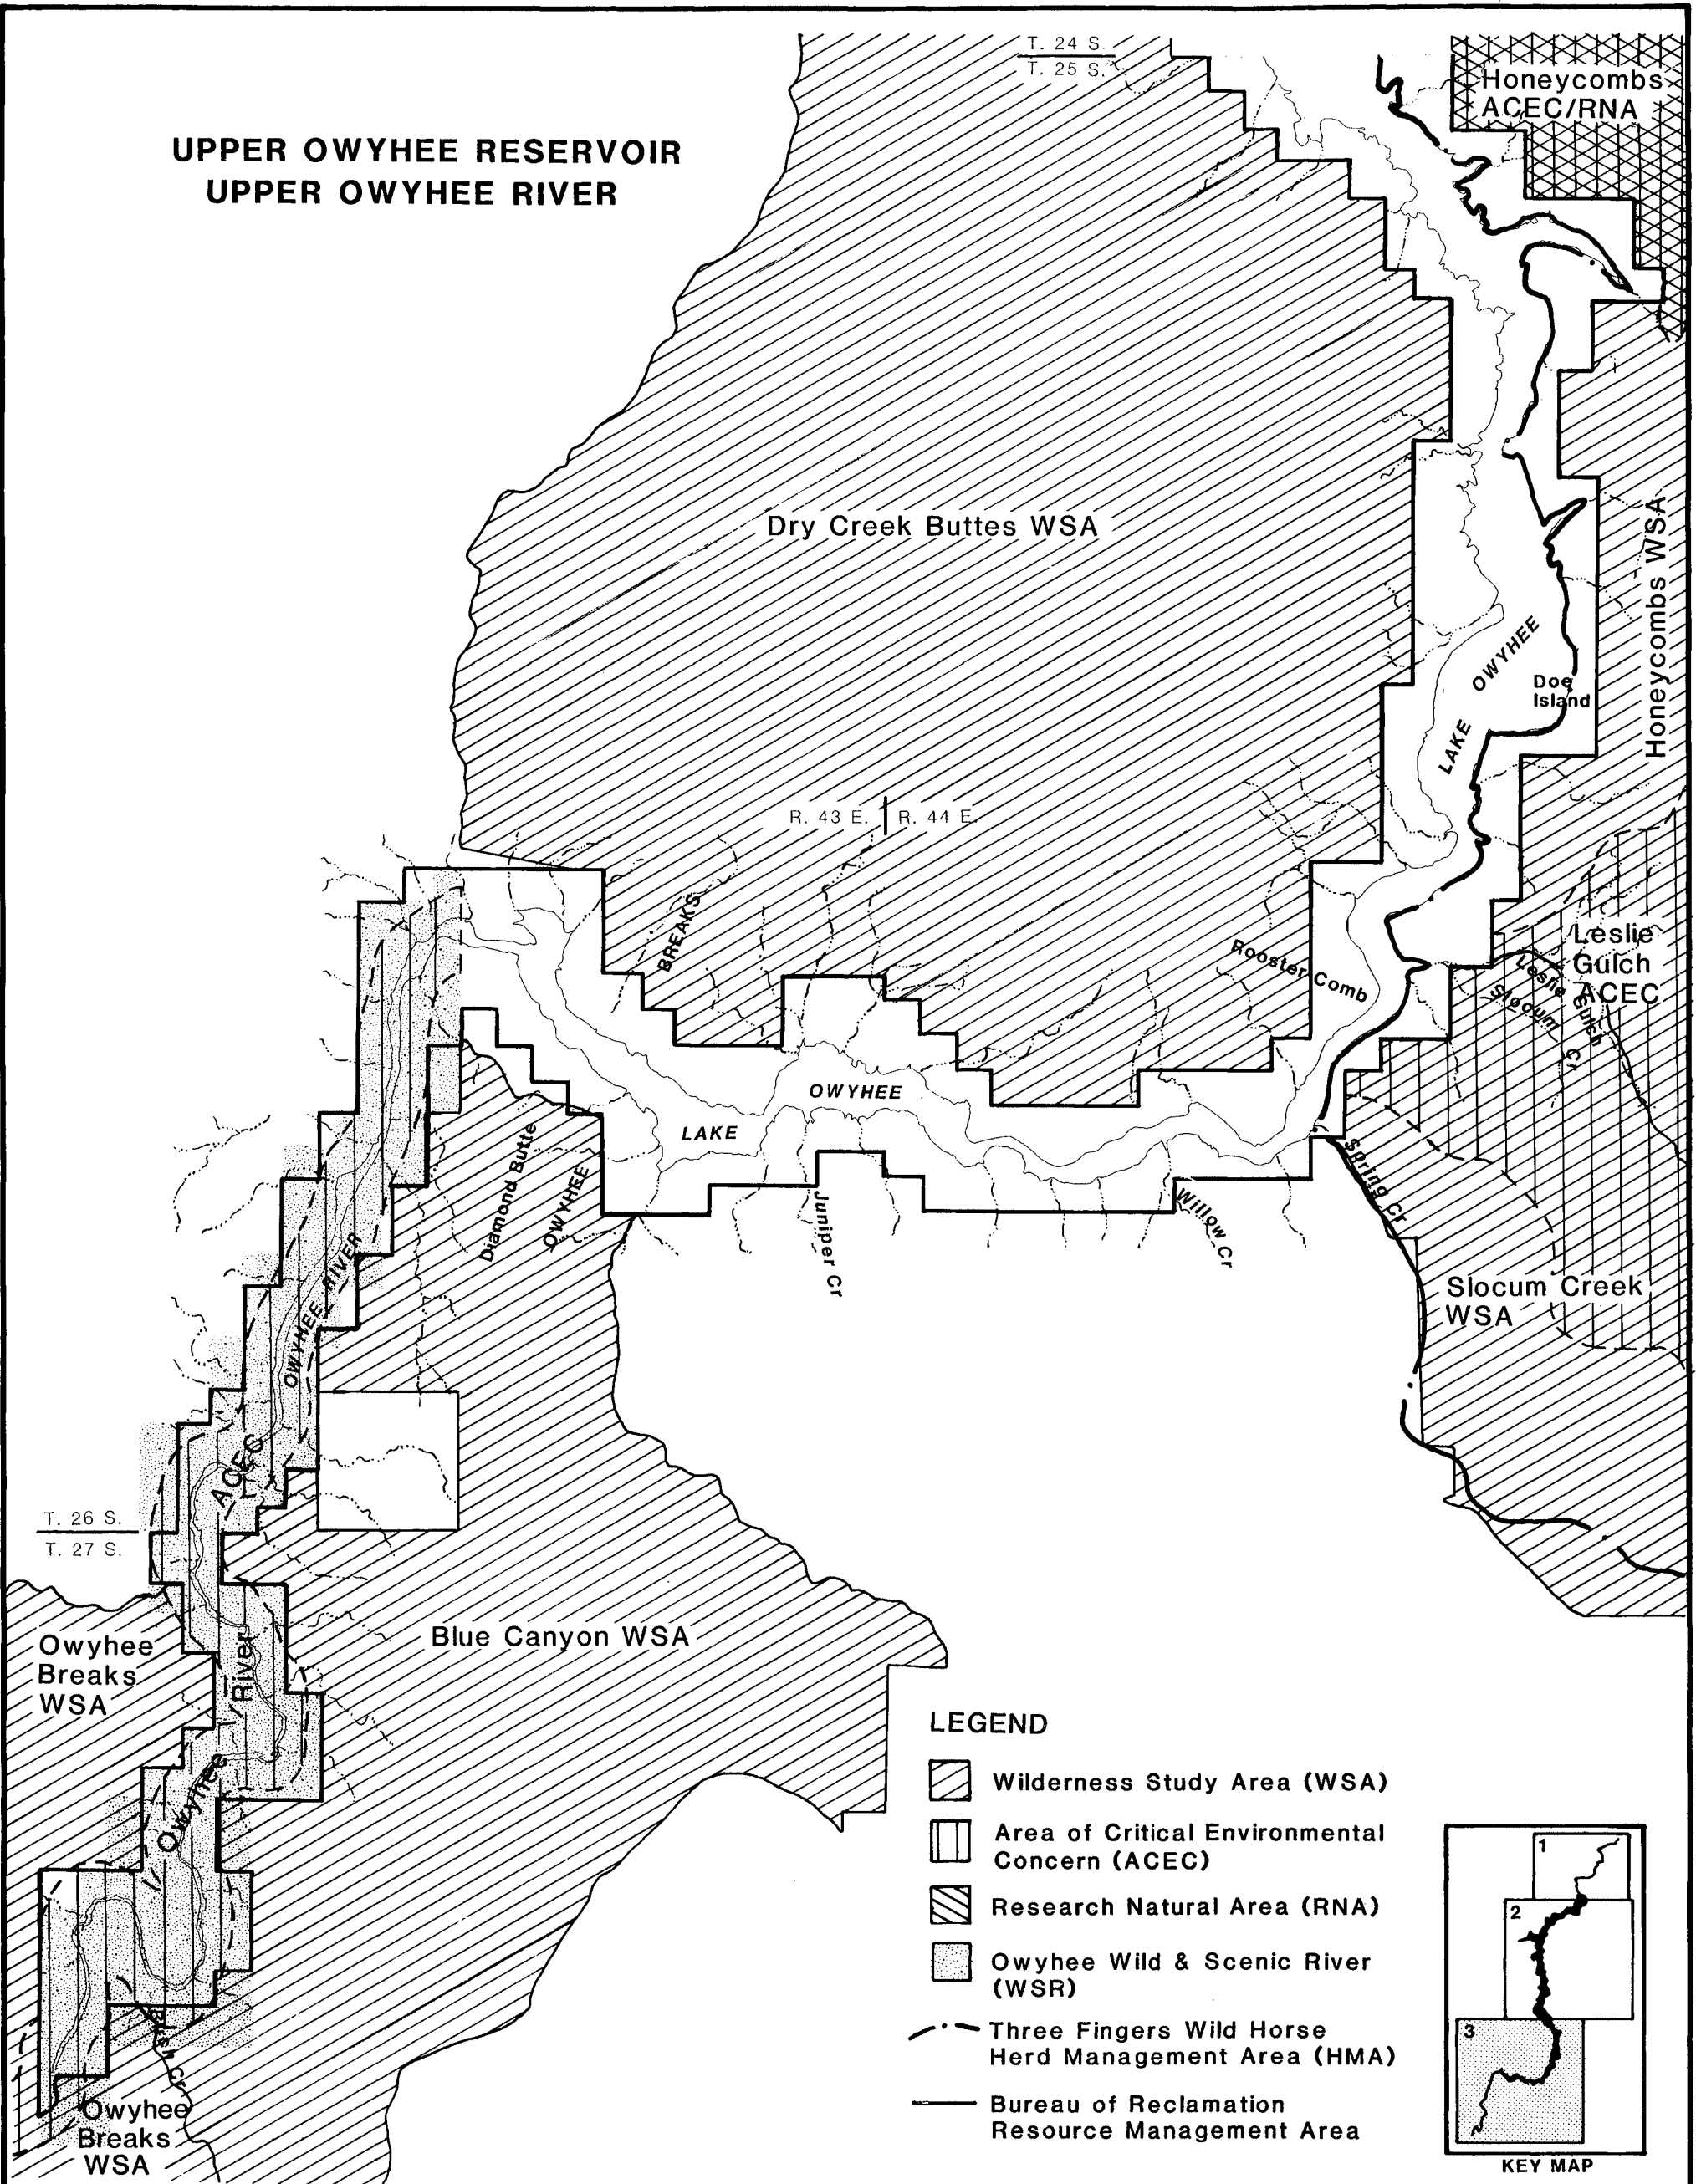 UPPER OWYHEE RESERVOIR
UPPER OWYHEE RIVER
T. 24 S.
T. 25 S.
Honeycombs
ACEC/RNA
Dry Creek Buttes WSA
Honeycombs WSA
LAKE OWYHEE
Doe
Island
R. 43 E. R. 44 E.
BREAKS
Rooster Comb
Leslie
Gulch
ACEC
Leslie Gulch
Slocum Cr
OWYHEE
LAKE
Diamond Butte
OWYHEE
Juniper Cr
Willow Cr
Spring Cr
Slocum Creek
WSA
OWYHEE RIVER
ACEC
T. 26 S.
T. 27 S.
Owyhee
Breaks
WSA
River
Blue Canyon WSA
Owyhee
Owyhee
Breaks
WSA
LEGEND
Wilderness Study Area (WSA)
Area of Critical Environmental
Concern (ACEC)
Research Natural Area (RNA)
Owyhee Wild & Scenic River
(WSR)
Three Fingers Wild Horse
Herd Management Area (HMA)
Bureau of Reclamation
Resource Management Area
1
2
3
KEY MAP